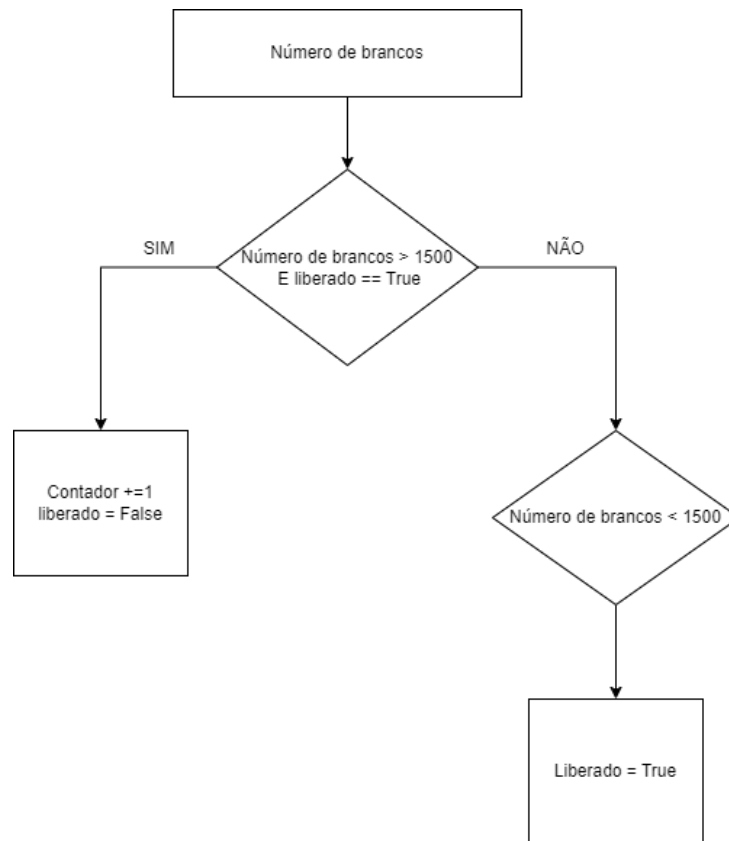 Número de brancos
Número de brancos > 1500
E liberado == True
SIM
NÃO
Contador +=1
liberado = False
Número de brancos < 1500
Liberado = True